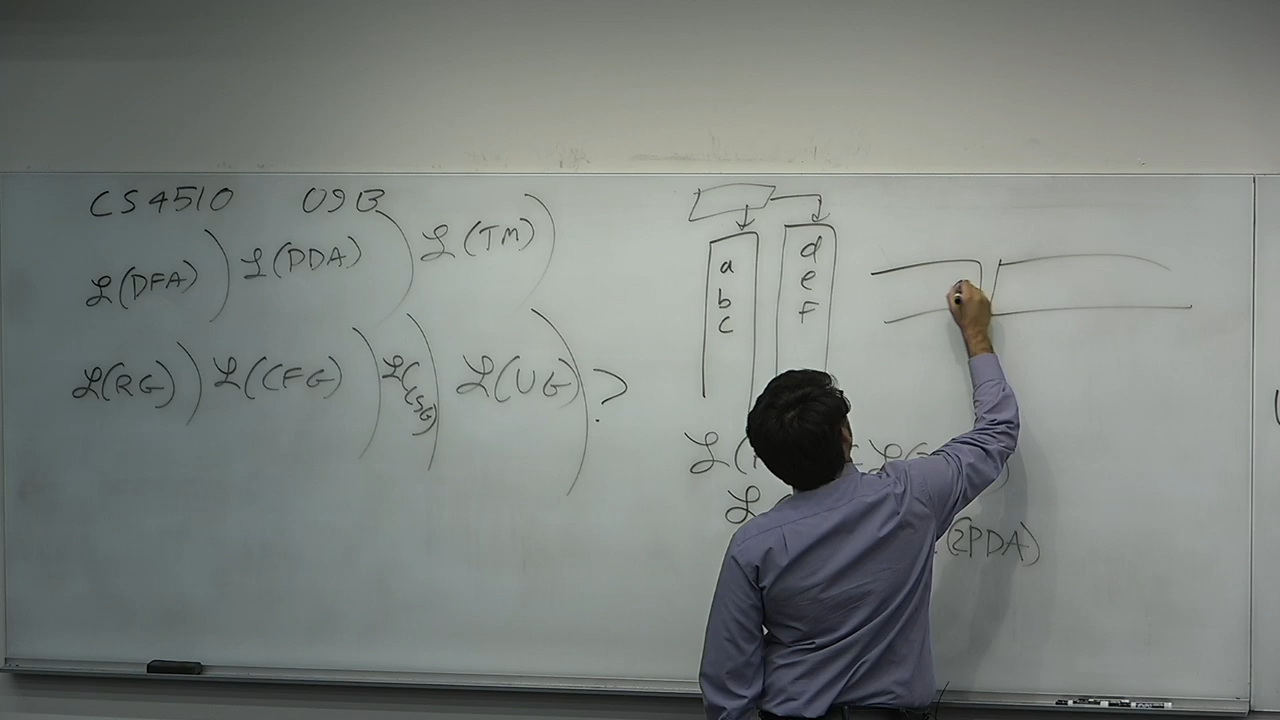 CS4510 09B
ℒ(DFA) ) ℒ(PDA) ) ℒ(TM) )
ℒ(RG) ) ℒ(CFG) ) ℒ(CSG) ) ℒ(UG) ) ?
a
b
c
d
e
f
ℒ(
ℒ
ℒ
(2PDA)